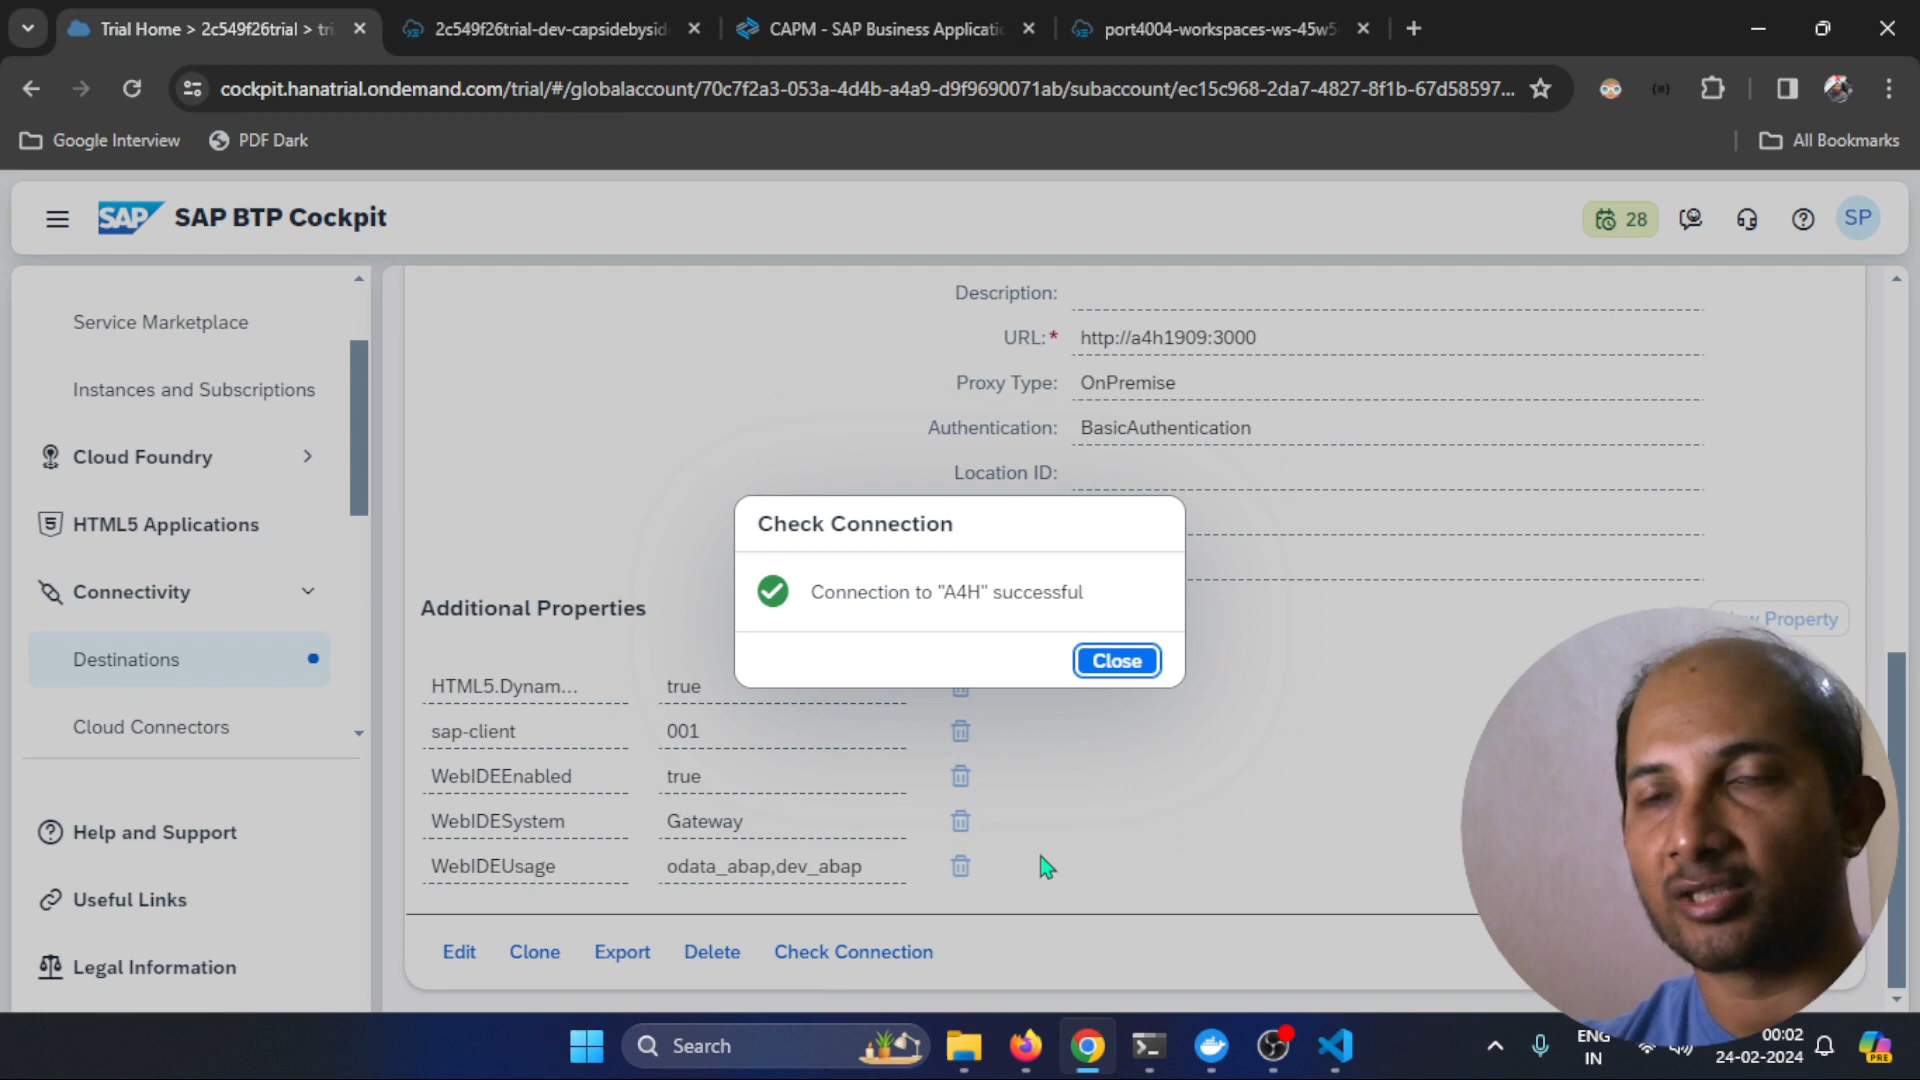 Trial Home > 2c549f26trial > tri
2c549f26trial-dev-capsidebysid
CAPM - SAP Business Applicatio
port4004-workspaces-ws-45w5
cockpit.hanatrial.ondemand.com/trial/#/globalaccount/70c7f2a3-053a-4d4b-a4a9-d9f9690071ab/subaccount/ec15c968-2da7-4827-8f1b-67d58597...
Google Interview
PDF Dark
All Bookmarks
SAP
SAP BTP Cockpit
28
SP
Service Marketplace
Instances and Subscriptions
Cloud Foundry
HTML5 Applications
Connectivity
Destinations
Cloud Connectors
Help and Support
Useful Links
Legal Information
Description:
URL:* http://a4h1909:3000
Proxy Type: OnPremise
Authentication: BasicAuthentication
Location ID:
Check Connection
Connection to "A4H" successful
Close
Additional Properties
Property
HTML5.Dynam... true
sap-client 001
WebIDEEnabled true
WebIDESystem Gateway
WebIDEUsage odata_abap,dev_abap
Edit
Clone
Export
Delete
Check Connection
Search
ENG
IN
00:02
24-02-2024
PRE